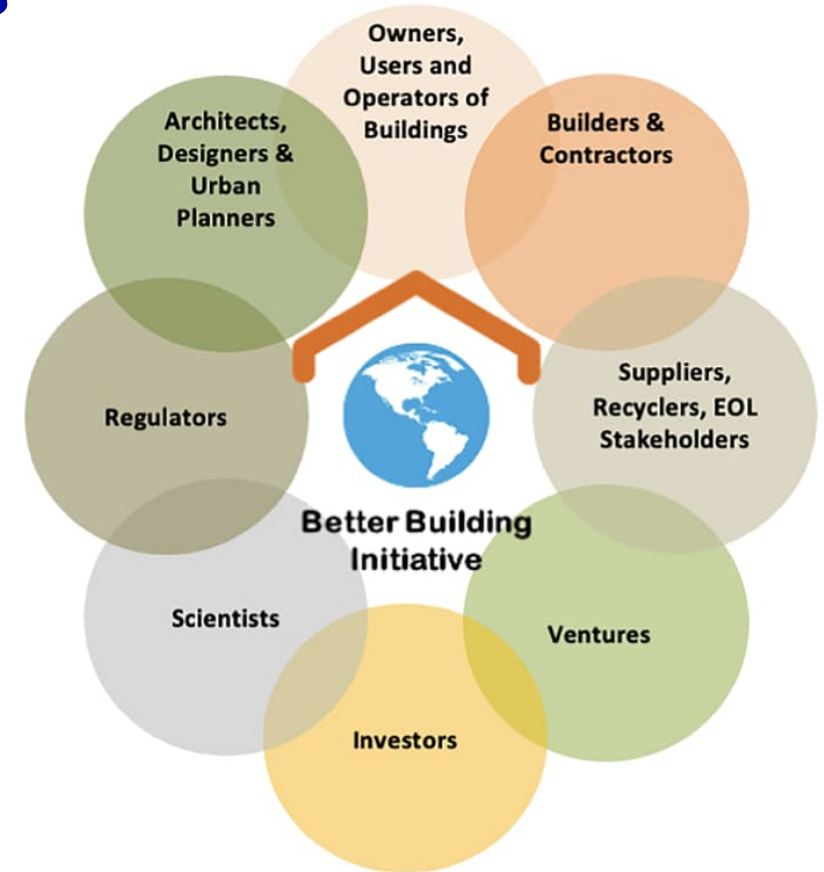 Owners,
Users and
Operators of
Buildings
Architects,
Designers &
Urban
Planners
Builders &
Contractors
Regulators
Suppliers,
Recyclers, EOL
Stakeholders
Better Building
Initiative
Scientists
Ventures
Investors